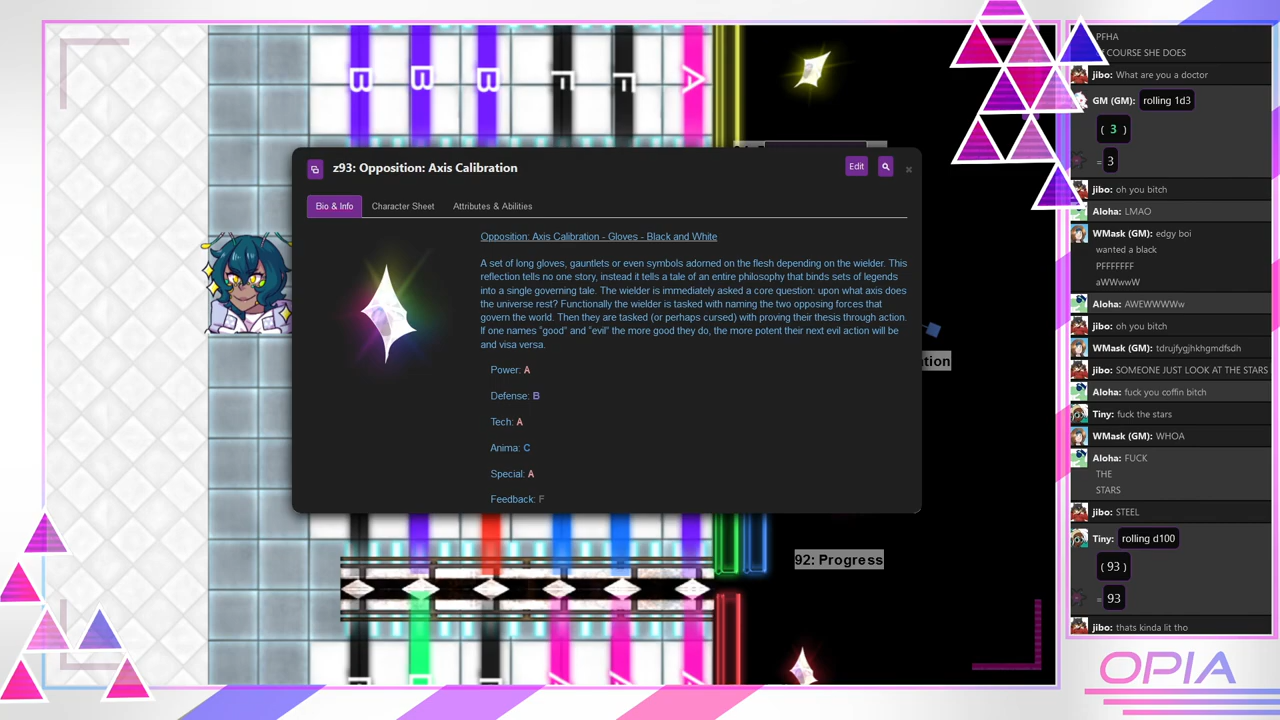 B
B
B
F
F
A
z93: Opposition: Axis Calibration
Edit
Bio & Info
Character Sheet
Attributes & Abilities
Opposition: Axis Calibration - Gloves - Black and White
A set of long gloves, gauntlets or even symbols adorned on the flesh depending on the wielder. This
reflection tells no one story, instead it tells a tale of an entire philosophy that binds sets of legends
into a single governing tale. The wielder is immediately asked a core question: upon what axis does
the universe rest? Functionally the wielder is tasked with naming the two opposing forces that
govern the world. Then they are tasked (or perhaps cursed) with proving their thesis through action.
If one names "good" and "evil" the more good they do, the more potent their next evil action will be
and visa versa.
Power: A
Defense: B
Tech: A
Anima: C
Special: A
Feedback: F
tion
92: Progress
PFHA
COURSE SHE DOES
jibo: What are you a doctor
GM (GM): rolling 1d3
( 3 )
= 3
jibo: oh you bitch
Aloha: LMAO
WMask (GM): edgy boi
wanted a black
PFFFFFFF
aWWwwW
Aloha: AWEWWWWw
jibo: oh you bitch
WMask (GM): tdrujfygjhkhgmdfsdh
jibo: SOMEONE JUST LOOK AT THE STARS
Aloha: fuck you coffin bitch
Tiny: fuck the stars
WMask (GM): WHOA
Aloha: FUCK
THE
STARS
jibo: STEEL
Tiny: rolling d100
( 93 )
= 93
jibo: thats kinda lit tho
OPIA